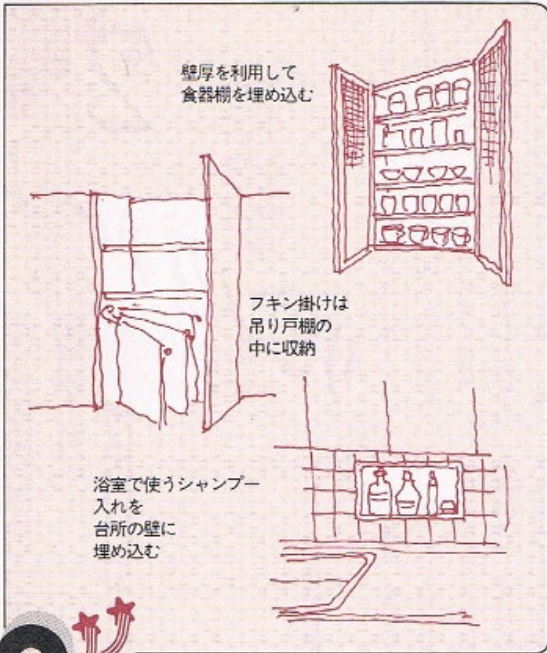 壁厚を利用して
食器棚を埋め込む
フキン掛けは
吊り戸棚の
中に収納
浴室で使うシャンプー
入れを
台所の壁に
埋め込む